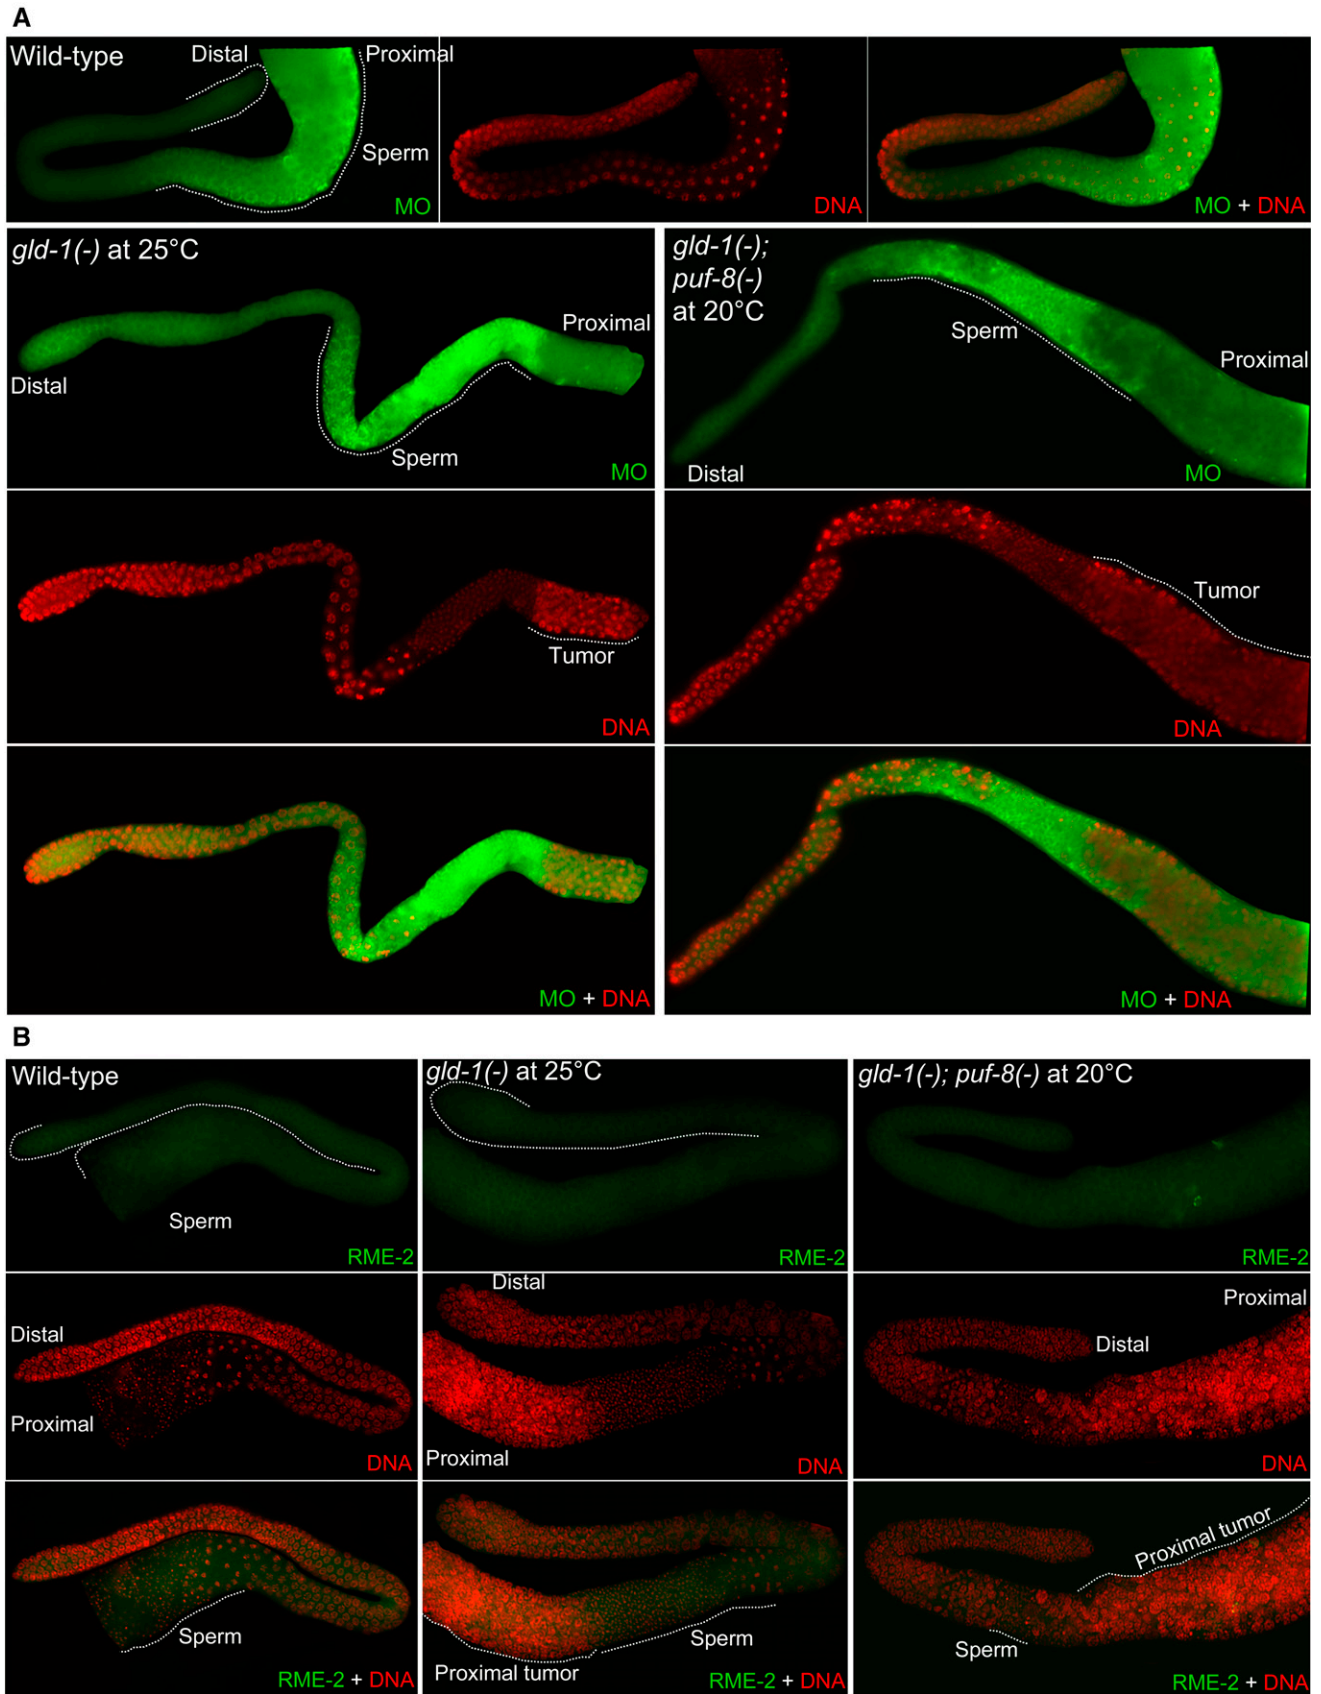 A
Wild-type
Distal
Proximal
Sperm
MO
DNA
MO + DNA
gld-1(-) at 25°C
Proximal
Distal
Sperm
MO
gld-1(-);
puf-8(-)
at 20°C
Sperm
Proximal
Distal
MO
Tumor
DNA
Tumor
DNA
MO + DNA
MO + DNA
B
Wild-type
Sperm
RME-2
gld-1(-) at 25°C
RME-2
gld-1(-); puf-8(-) at 20°C
RME-2
Distal
Proximal
DNA
Distal
Proximal
DNA
Proximal
Distal
DNA
Sperm
RME-2 + DNA
Sperm
Proximal tumor
RME-2 + DNA
Proximal tumor
Sperm
RME-2 + DNA